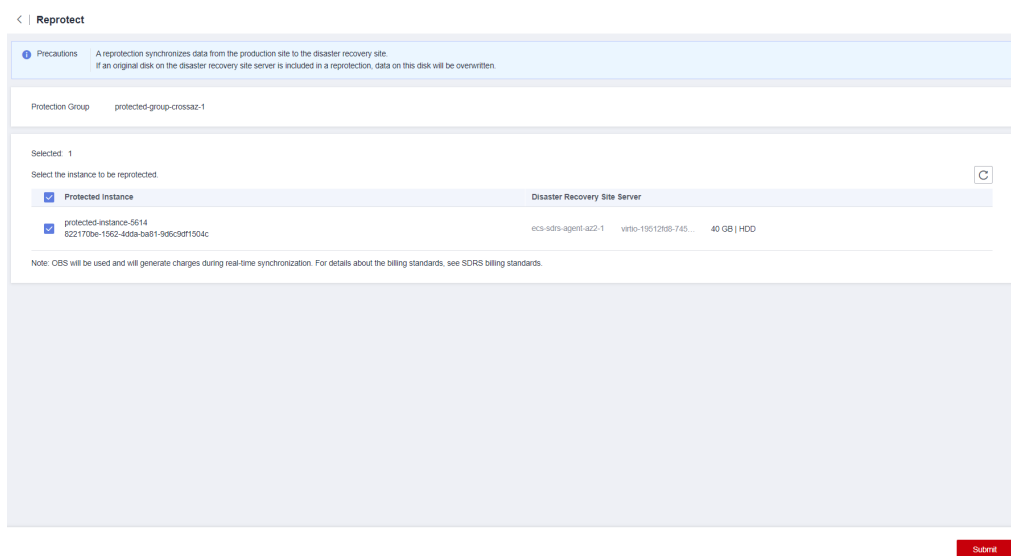 < | Reprotect
Precautions A reprotection synchronizes data from the production site to the disaster recovery site.
If an original disk on the disaster recovery site server is included in a reprotection, data on this disk will be overwritten.
Protection Group protected-group-crossaz-1
Selected: 1
Select the instance to be reprotected.
Protected Instance Disaster Recovery Site Server
protected-instance-5614
822170be-1562-4dda-ba81-9d6c9df1504c
ecs-sdrs-agent-az2-1 virtio-19512fd8-745... 40 GB | HDD
Note: OBS will be used and will generate charges during real-time synchronization. For details about the billing standards, see SDRS billing standards.
Submit